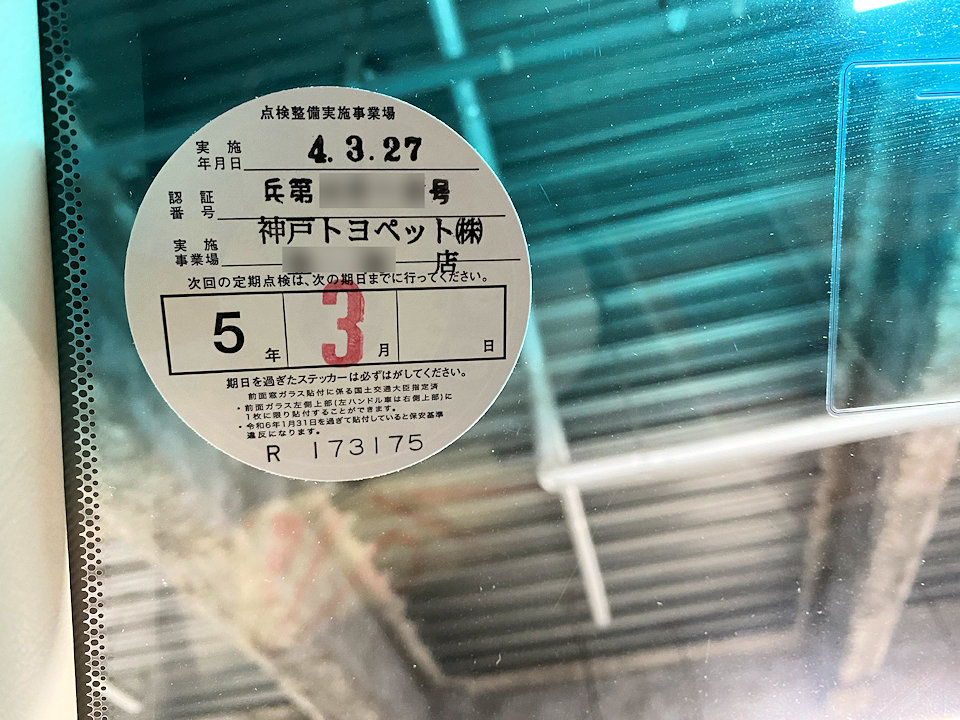 点検整備実施事業場
実施
年月日 4.3.27
認証
番号 兵第 号
実施
事業場 神戸トヨペット㈱
店
次回の定期点検は、次の期日までに行ってください。
5年 3月 日
期日を過ぎたステッカーは必ずはがしてください。
前面窓ガラス貼付に係る国土交通大臣指定済
・前面ガラス左側上部(左ハンドル車は右側上部)に
1枚に限り貼付することができます。
・令和6年1月31日を過ぎて貼付していると保安基準
違反になります。
R 173175